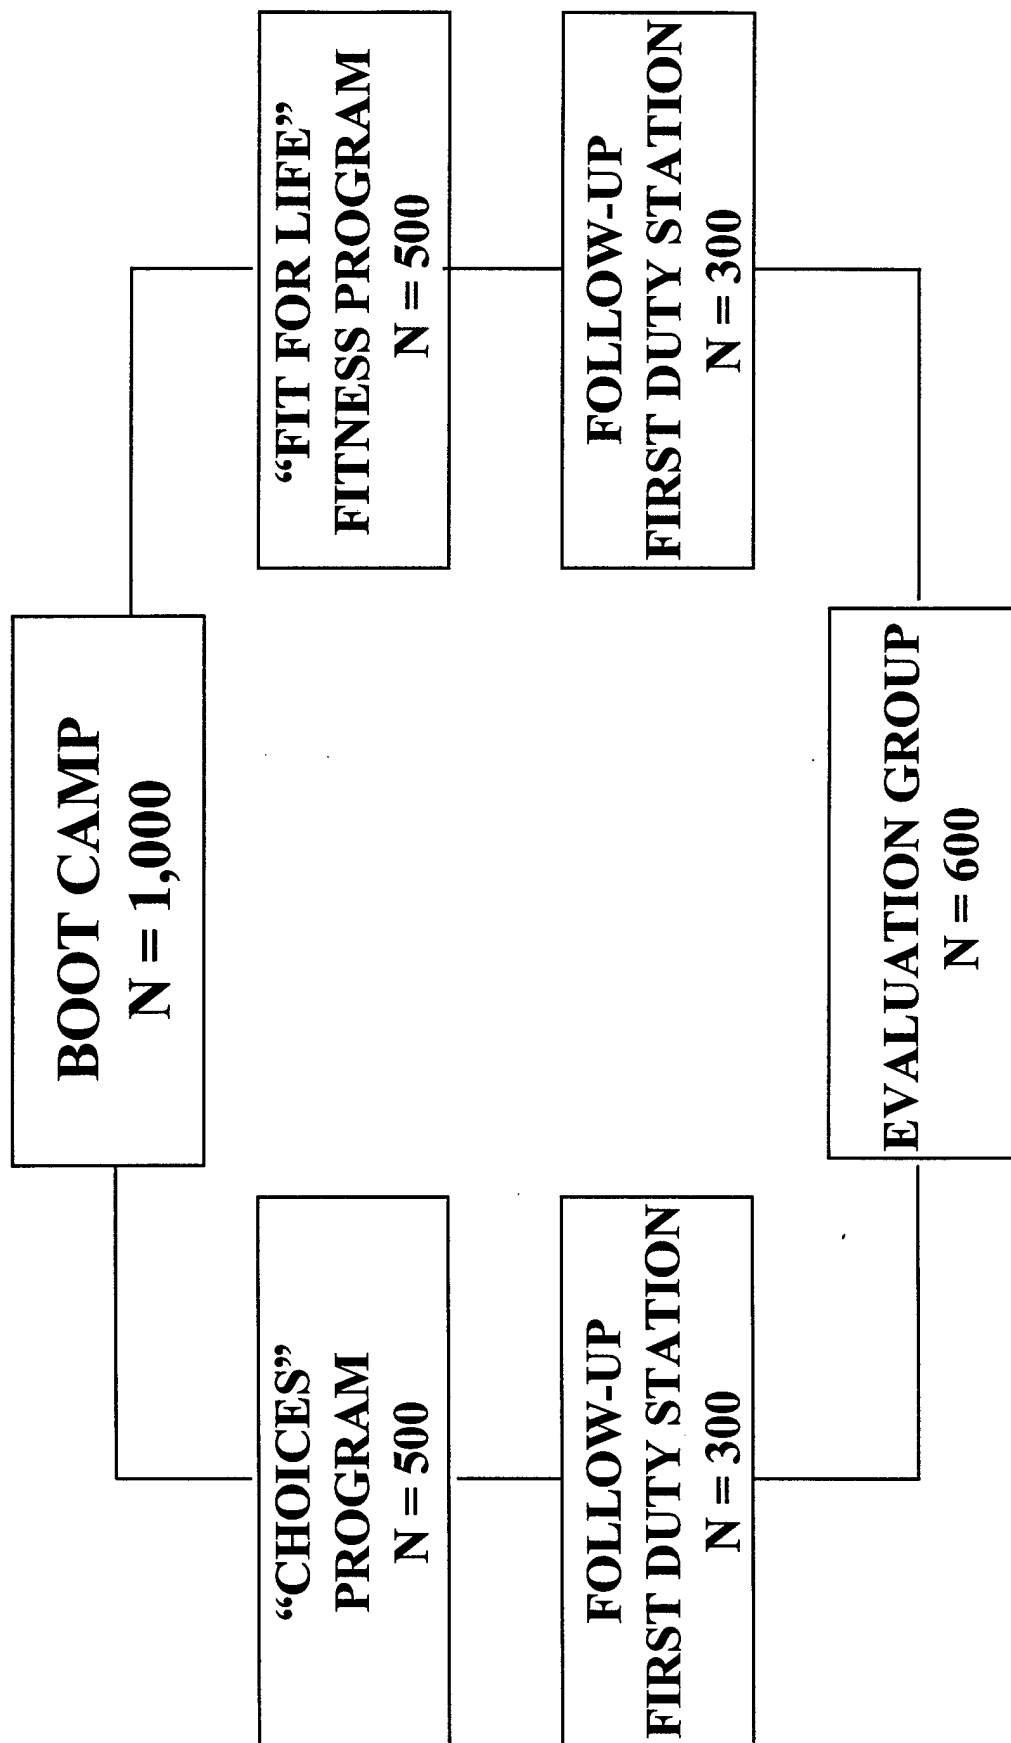 BOOT CAMP
N = 1,000
“CHOICES”
PROGRAM
N = 500
“FIT FOR LIFE”
FITNESS PROGRAM
N = 500
FOLLOW-UP
FIRST DUTY STATION
N = 300
FOLLOW-UP
FIRST DUTY STATION
N = 300
EVALUATION GROUP
N = 600